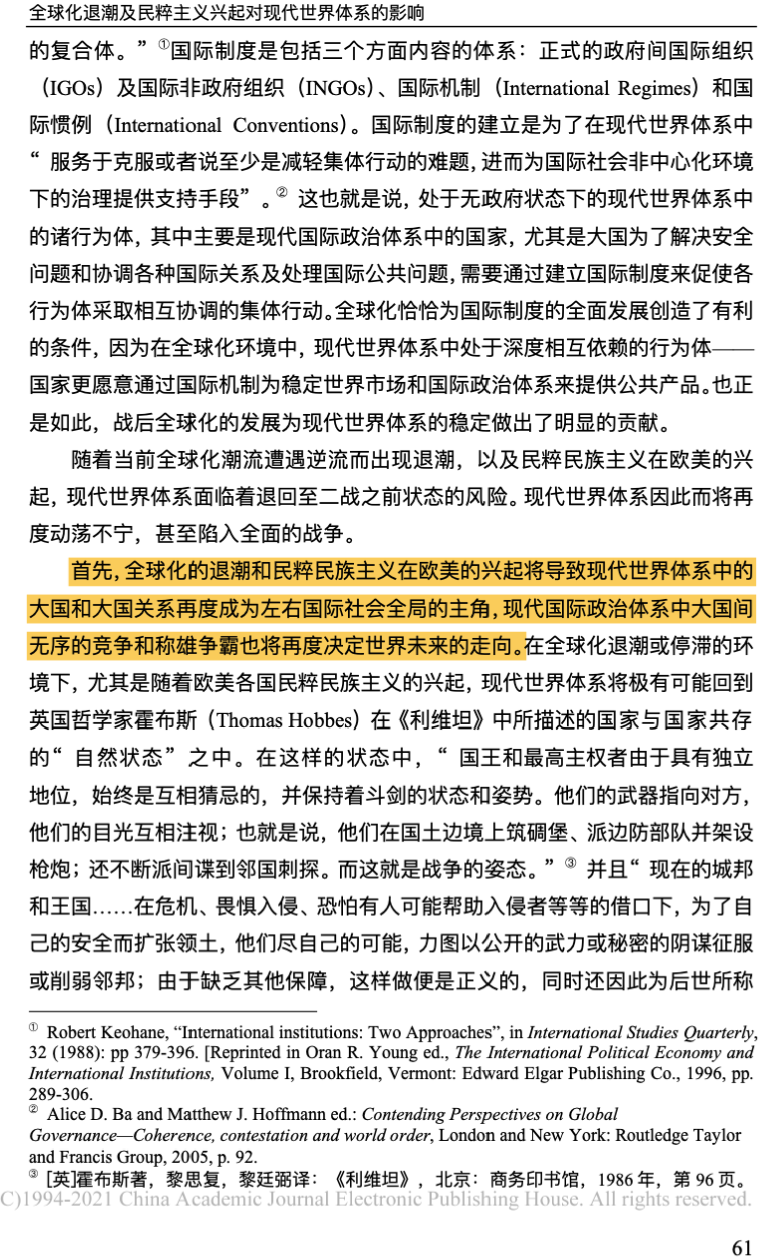 全球化退潮及民粹主义兴起对现代世界体系的影响
的复合体。”①国际制度是包括三个方面内容的体系：正式的政府间国际组织
（IGOs）及国际非政府组织（INGOs）、国际机制（International Regimes）和国
际惯例（International Conventions）。国际制度的建立是为了在现代世界体系中
“服务于克服或者说至少是减轻集体行动的难题，进而为国际社会非中心化环境
下的治理提供支持手段”。② 这也就是说，处于无政府状态下的现代世界体系中
的诸行为体，其中主要是现代国际政治体系中的国家，尤其是大国为了解决安全
问题和协调各种国际关系及处理国际公共问题，需要通过建立国际制度来促使各
行为体采取相互协调的集体行动。全球化恰恰为国际制度的全面发展创造了有利
的条件，因为在全球化环境中，现代世界体系中处于深度相互依赖的行为体——
国家更愿意通过国际机制为稳定世界市场和国际政治体系来提供公共产品。也正
是如此，战后全球化的发展为现代世界体系的稳定做出了明显的贡献。
随着当前全球化潮流遭遇逆流而出现退潮，以及民粹民族主义在欧美的兴
起，现代世界体系面临着退回至二战之前状态的风险。现代世界体系因此而将再
度动荡不宁，甚至陷入全面的战争。
首先，全球化的退潮和民粹民族主义在欧美的兴起将导致现代世界体系中的
大国和大国关系再度成为左右国际社会全局的主角，现代国际政治体系中大国间
无序的竞争和称雄争霸也将再度决定世界未来的走向。在全球化退潮或停滞的环
境下，尤其是随着欧美各国民粹民族主义的兴起，现代世界体系将极有可能回到
英国哲学家霍布斯（Thomas Hobbes）在《利维坦》中所描述的国家与国家共存
的“自然状态”之中。在这样的状态中，“国王和最高主权者由于具有独立
地位，始终是互相猜忌的，并保持着斗剑的状态和姿势。他们的武器指向对方，
他们的目光互相注视；也就是说，他们在国土边境上筑碉堡、派边防部队并架设
枪炮；还不断派间谍到邻国刺探。而这就是战争的姿态。”③ 并且“现在的城邦
和王国……在危机、畏惧入侵、恐怕有人可能帮助入侵者等等的借口下，为了自
己的安全而扩张领土，他们尽自己的可能，力图以公开的武力或秘密的阴谋征服
或削弱邻邦；由于缺乏其他保障，这样做便是正义的，同时还因此为后世所称
① Robert Keohane, “International institutions: Two Approaches”, in International Studies Quarterly,
32 (1988): pp 379-396. [Reprinted in Oran R. Young ed., The International Political Economy and
International Institutions, Volume I, Brookfield, Vermont: Edward Elgar Publishing Co., 1996, pp.
289-306.
② Alice D. Ba and Matthew J. Hoffmann ed.: Contending Perspectives on Global
Governance—Coherence, contestation and world order, London and New York: Routledge Taylor
and Francis Group, 2005, p. 92.
③ [英]霍布斯著，黎思复，黎廷弼译：《利维坦》，北京：商务印书馆，1986 年，第 96 页。
C)1994-2021 China Academic Journal Electronic Publishing House. All rights reserved.
61